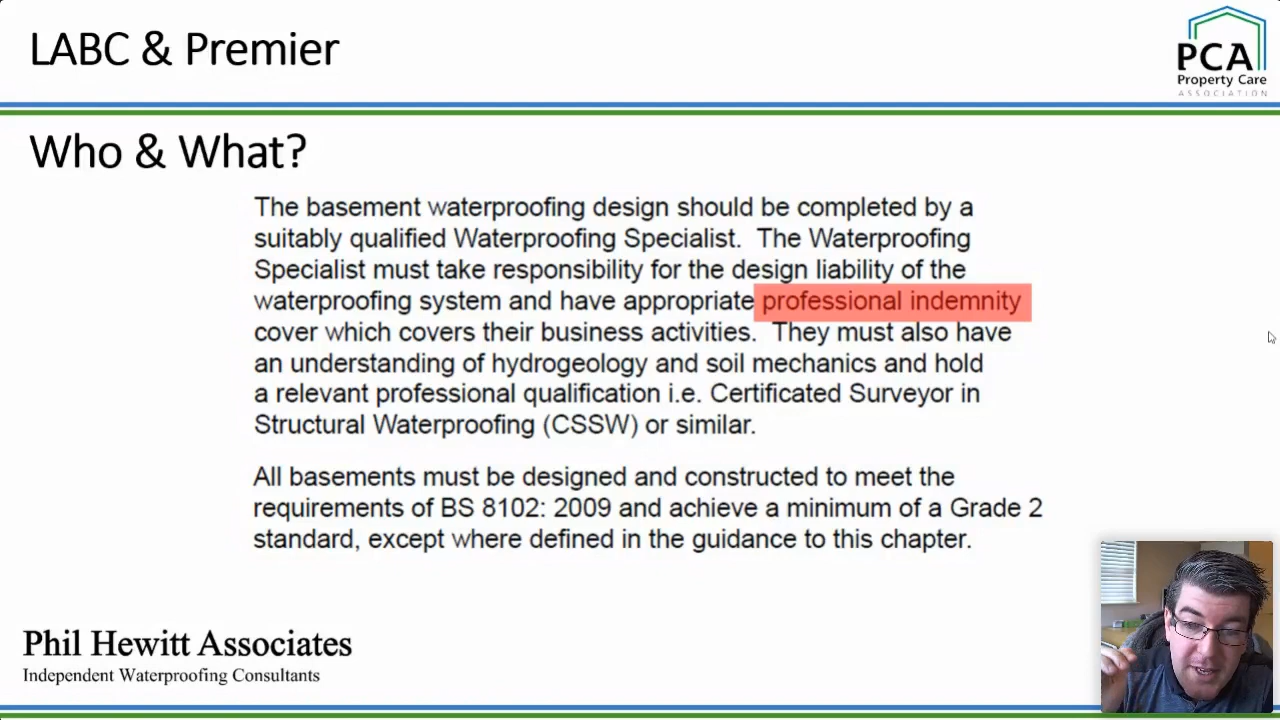 LABC & Premier
PCA
Property Care
ASSOCIATION
Who & What?
The basement waterproofing design should be completed by a
suitably qualified Waterproofing Specialist. The Waterproofing
Specialist must take responsibility for the design liability of the
waterproofing system and have appropriate professional indemnity
cover which covers their business activities. They must also have
an understanding of hydrogeology and soil mechanics and hold
a relevant professional qualification i.e. Certificated Surveyor in
Structural Waterproofing (CSSW) or similar.
All basements must be designed and constructed to meet the
requirements of BS 8102: 2009 and achieve a minimum of a Grade 2
standard, except where defined in the guidance to this chapter.
Phil Hewitt Associates
Independent Waterproofing Consultants